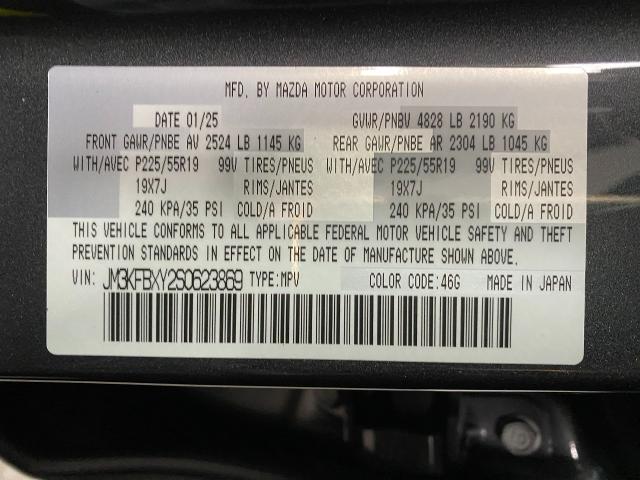 MFD. BY MAZDA MOTOR CORPORATION
DATE 01/25 GVWR/PNBV 4828 LB 2190 KG
FRONT GAWR/PNBE AV 2524 LB 1145 KG REAR GAWR/PNBE AR 2304 LB 1045 KG
WITH/AVEC P225/55R19 99V TIRES/PNEUS WITH/AVEC P225/55R19 99V TIRES/PNEUS
19X7J RIMS/JANTES 19X7J RIMS/JANTES
240 KPA/35 PSI COLD/A FROID 240 KPA/35 PSI COLD/A FROID
THIS VEHICLE CONFORMS TO ALL APPLICABLE FEDERAL MOTOR VEHICLE SAFETY AND THEFT
PREVENTION STANDARDS IN EFFECT ON THE DATE OF MANUFACTURE SHOWN ABOVE.
VIN: JM3KFBXY2S0623869 TYPE:MPV COLOR CODE:46G MADE IN JAPAN